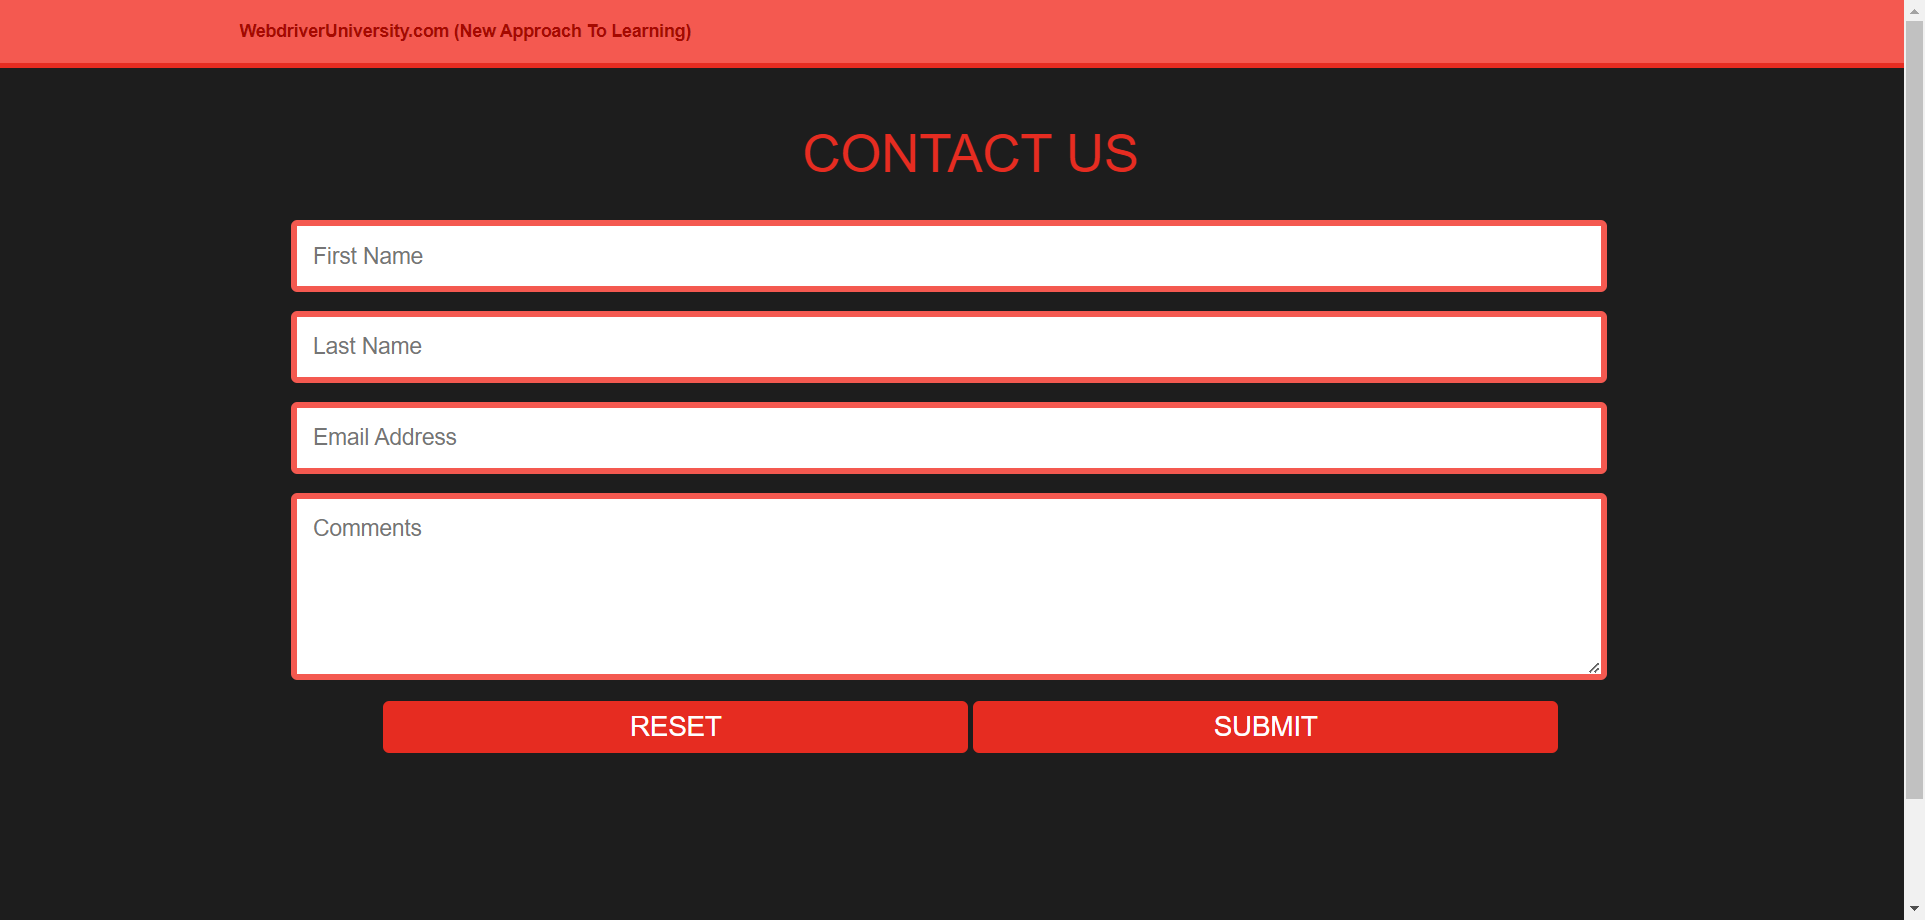 WebdriverUniversity.com (New Approach To Learning)
CONTACT US
First Name
Last Name
Email Address
Comments
RESET
SUBMIT